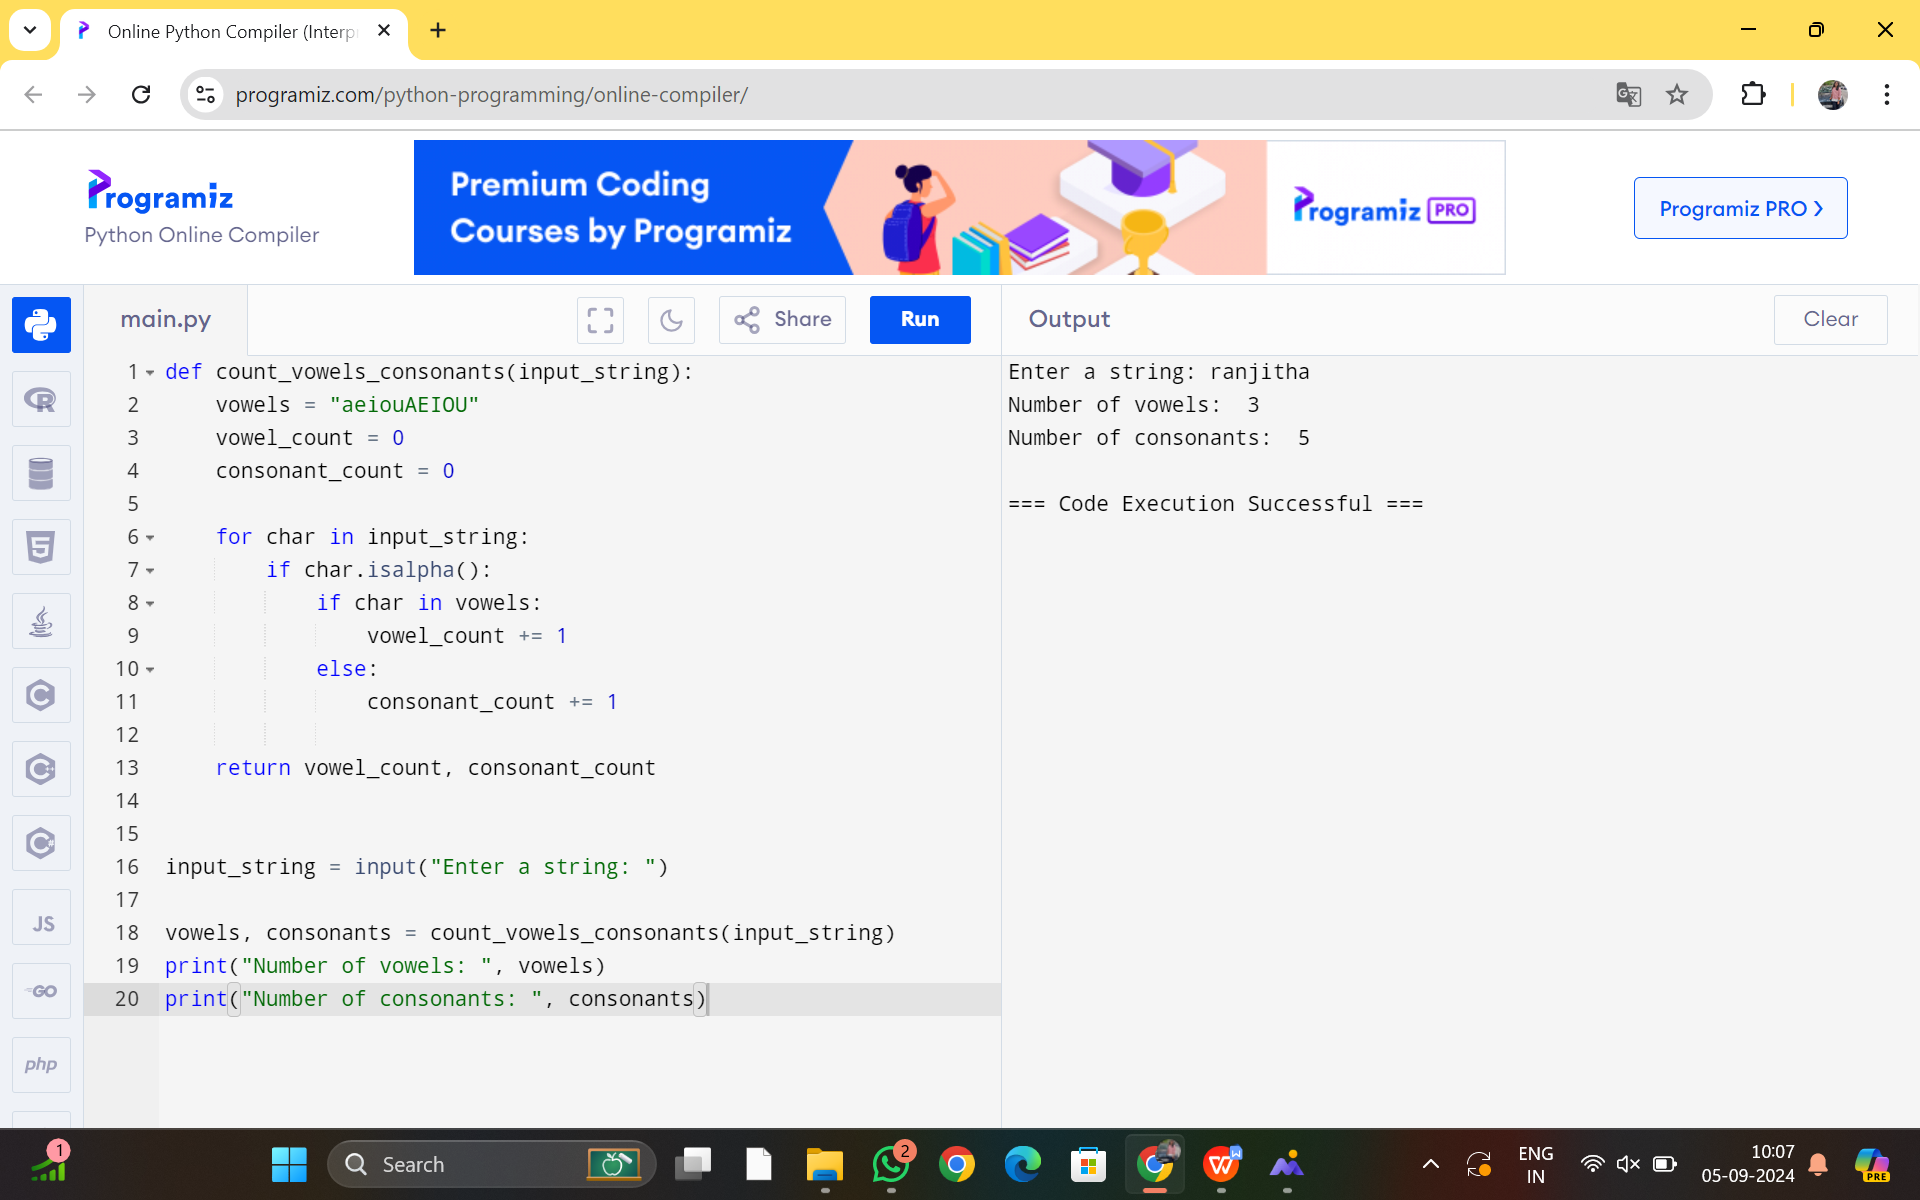 Online Python Compiler (Interp
programiz.com/python-programming/online-compiler/
Programiz
Python Online Compiler
Premium Coding
Courses by Programiz
Programiz PRO
Programiz PRO
main.py
Share
Run
Output
Clear
1 def count_vowels_consonants(input_string):
2     vowels = "aeiouAEIOU"
3     vowel_count = 0
4     consonant_count = 0
5
6     for char in input_string:
7         if char.isalpha():
8             if char in vowels:
9                 vowel_count += 1
10             else:
11                 consonant_count += 1
12
13     return vowel_count, consonant_count
14
15
16 input_string = input("Enter a string: ")
17
18 vowels, consonants = count_vowels_consonants(input_string)
19 print("Number of vowels: ", vowels)
20 print("Number of consonants: ", consonants)
Enter a string: ranjitha
Number of vowels:  3
Number of consonants:  5
=== Code Execution Successful ===
R
5
C
C
C#
JS
GO
php
1
Search
2
W
W
ENG
IN
10:07
05-09-2024
PRE